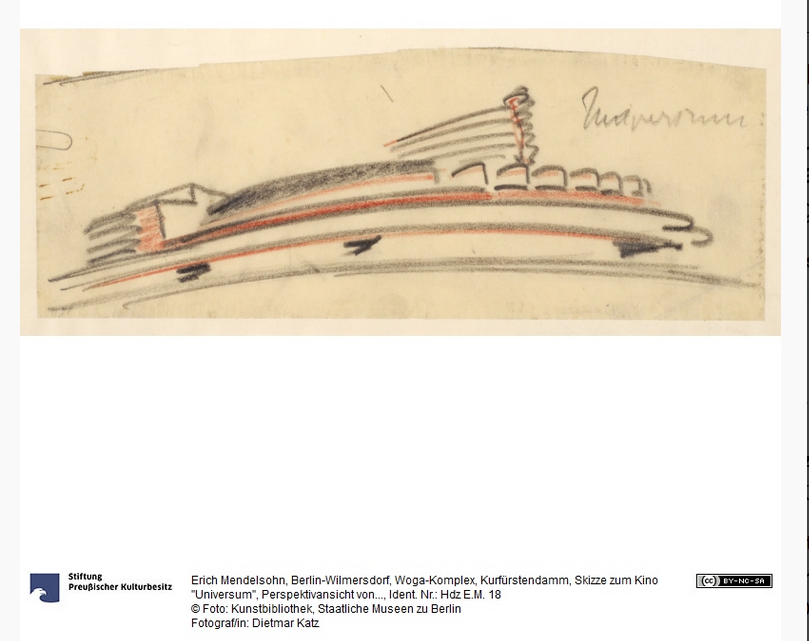 Universum:
Stiftung
Preußischer Kulturbesitz
Erich Mendelsohn, Berlin-Wilmersdorf, Woga-Komplex, Kurfürstendamm, Skizze zum Kino
"Universum", Perspektivansicht von..., Ident. Nr.: Hdz E.M. 18
© Foto: Kunstbibliothek, Staatliche Museen zu Berlin
Fotograf/in: Dietmar Katz
(cc) BY-NC-SA